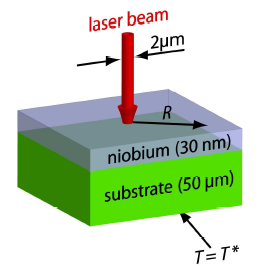 laser beam
2μm
R
niobium (30 nm)
substrate (50 μm)
T=T*